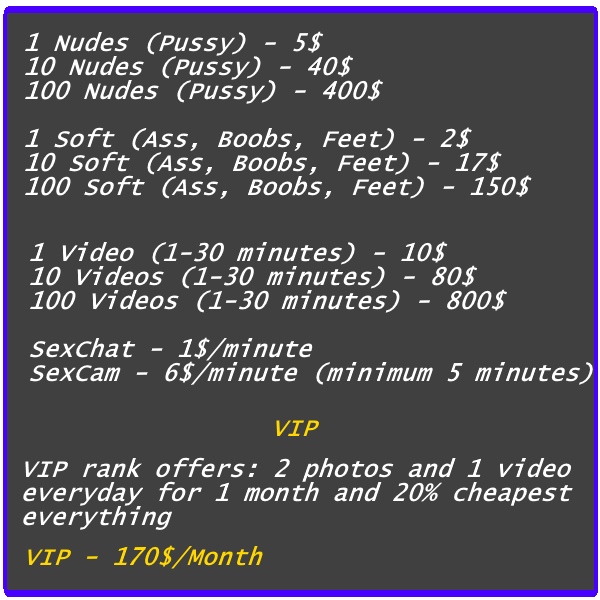 1 Nudes (Pussy) - 5$
10 Nudes (Pussy) - 40$
100 Nudes (Pussy) - 400$
1 Soft (Ass, Boobs, Feet) - 2$
10 Soft (Ass, Boobs, Feet) - 17$
100 Soft (Ass, Boobs, Feet) - 150$
1 Video (1-30 minutes) - 10$
10 Videos (1-30 minutes) - 80$
100 Videos (1-30 minutes) - 800$
SexChat - 1$/minute
SexCam - 6$/minute (minimum 5 minutes)
VIP
VIP rank offers: 2 photos and 1 video
everyday for 1 month and 20% cheapest
everything
VIP - 170$/Month